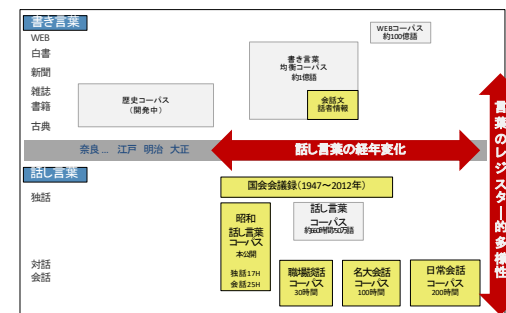 書き言葉
WEB
白書
新聞
雑誌
書籍
古典
WEBコーパス
約100億語
書き言葉
均衡コーパス
約1億語
会話文
話者情報
歴史コーパス
(開発中)
奈良... 江戸 明治 大正
話し言葉の経年変化
言葉のレジスター的多様性
話し言葉
独話
対話
会話
国会会議録(1947～2012年)
昭和
話し言葉
コーパス
本公開
独話17H
会話25H
話し言葉
コーパス
職場談話
コーパス
30時間
名大会話
コーパス
100時間
日常会話
コーパス
200時間